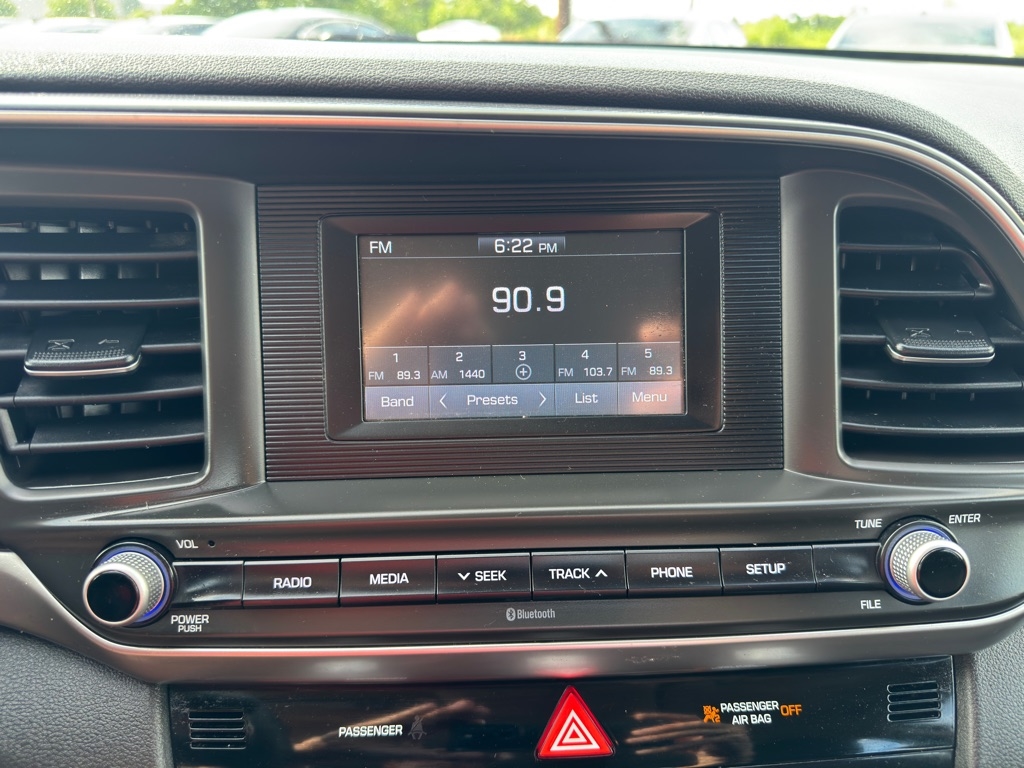 FM 6:22 PM
90.9
1 2 3 4 5
FM 89.3 AM 1440 FM 103.7 FM 89.3
Band Presets List Menu
VOL TUNE ENTER
RADIO MEDIA SEEK TRACK PHONE SETUP
POWER
PUSH
Bluetooth
FILE
PASSENGER
PASSENGER OFF
AIR BAG